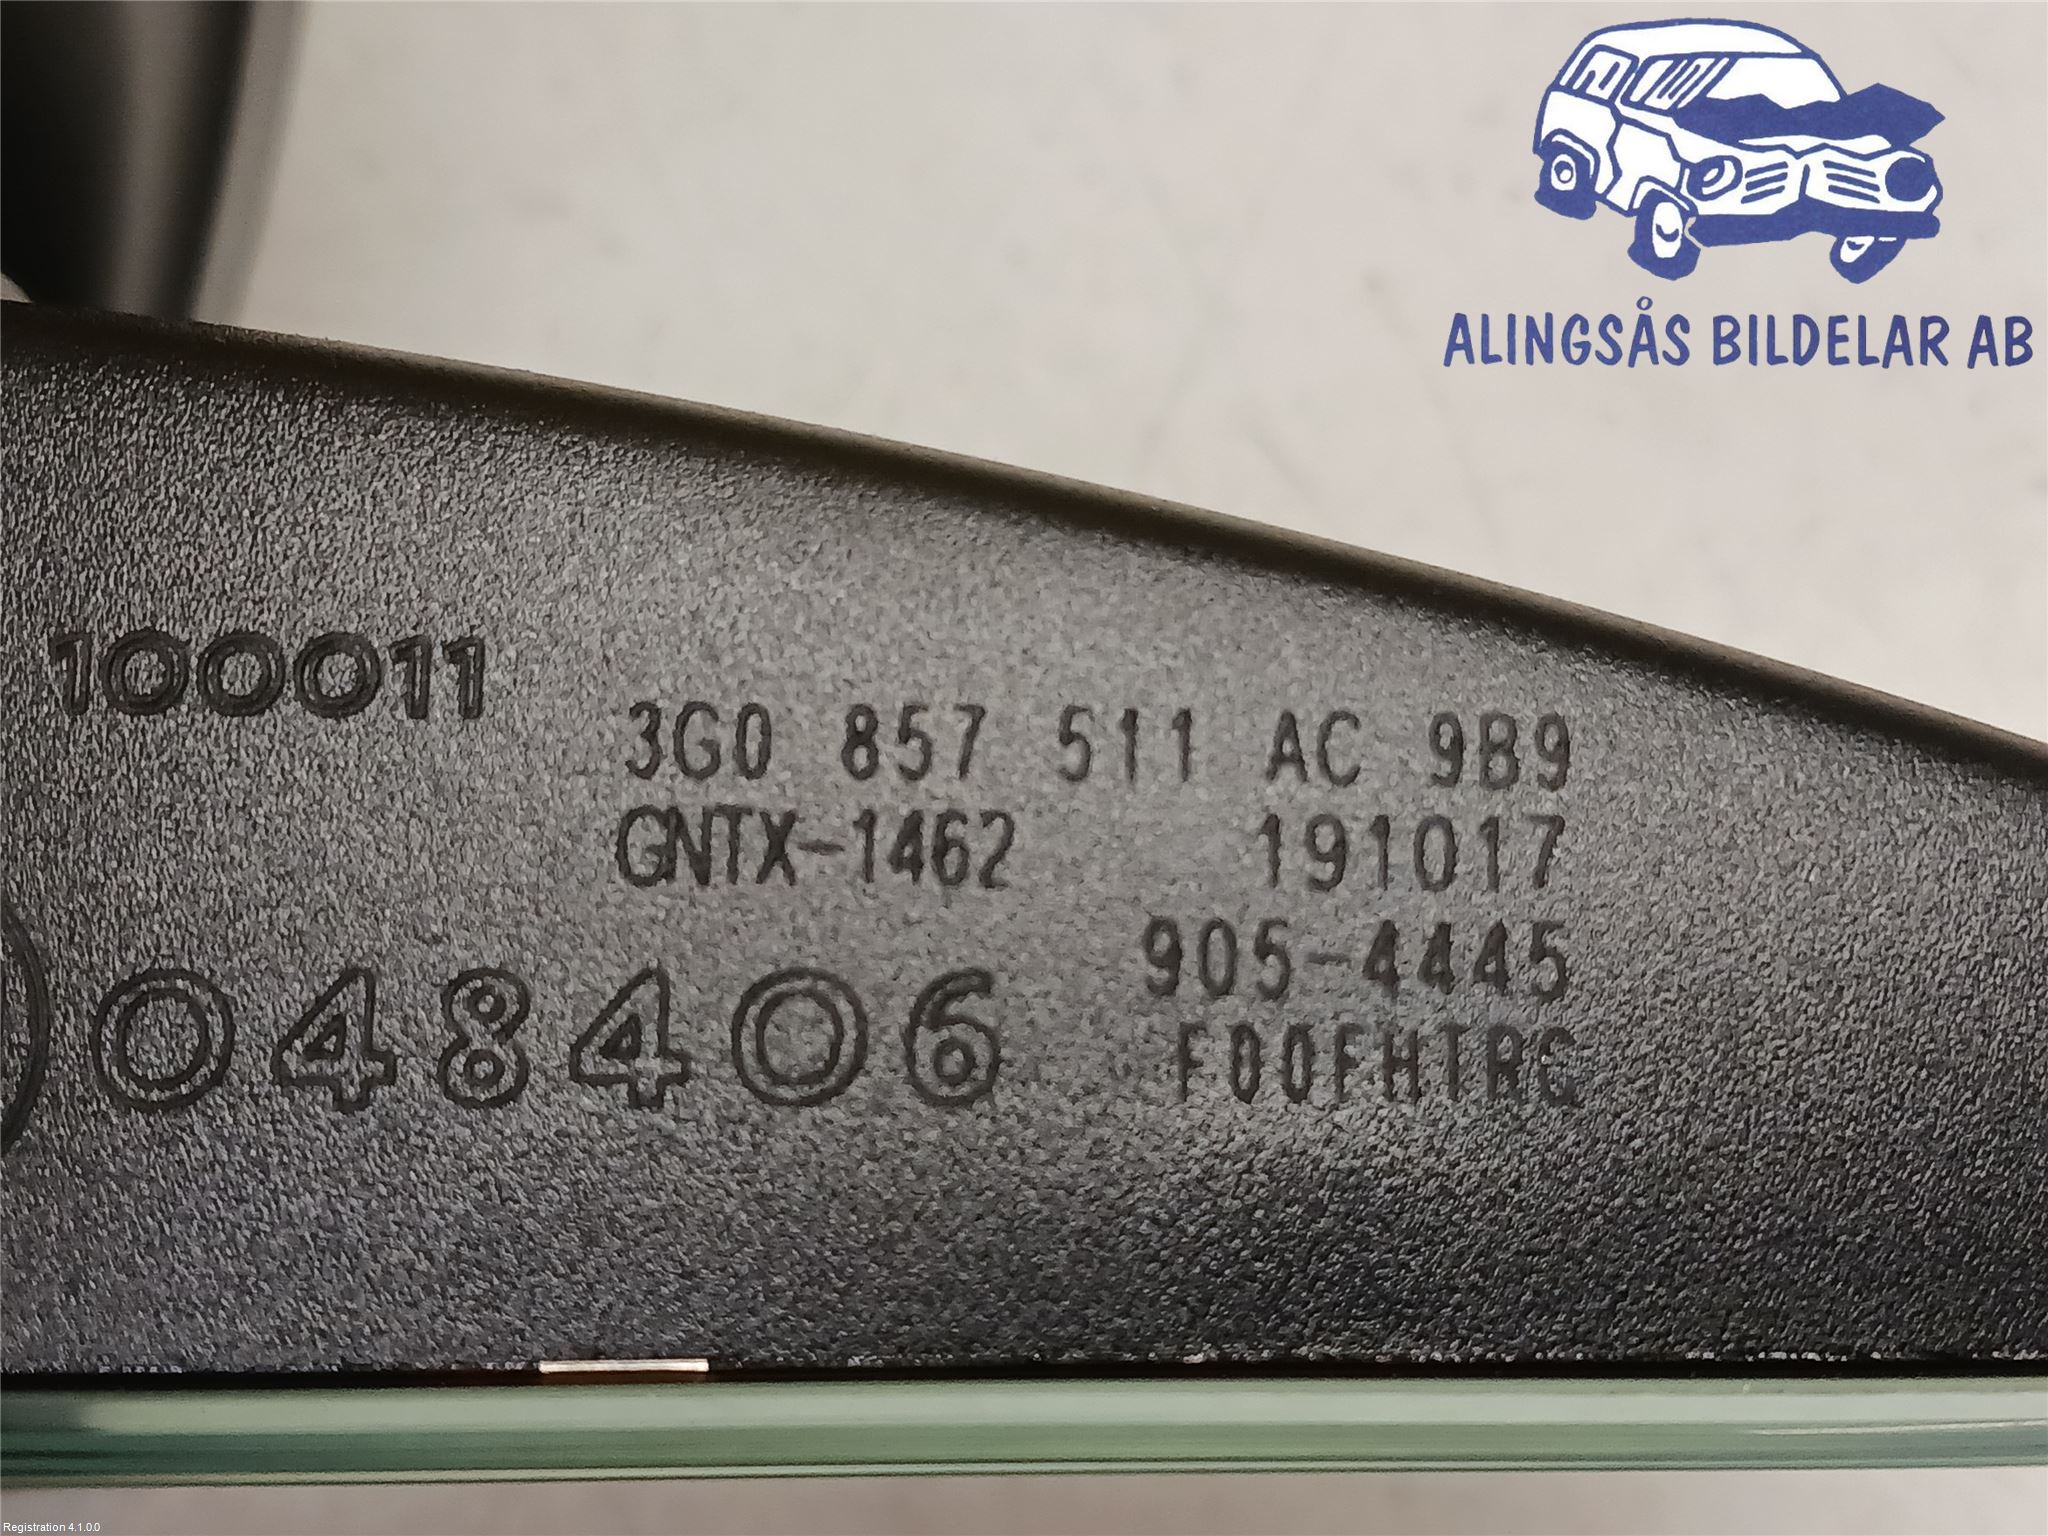 ALINGSÅS BILDELAR AB
100011
3G0 857 511 AC 9B9
GNTX-1462 191017
905-4445
048406
F00FHTRG
Registration 4.1.0.0